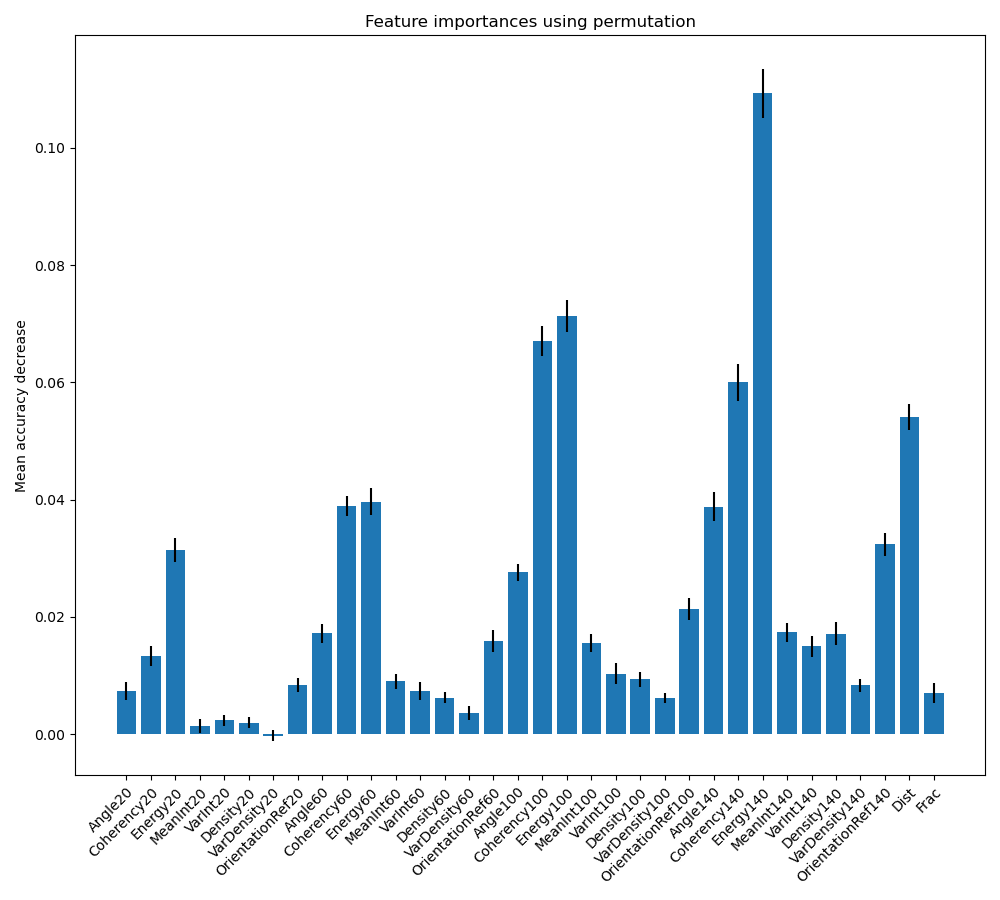 Feature importances using permutation
Mean accuracy decrease
0.10
0.08
0.06
0.04
0.02
0.00
Angle20
Coherency20
Energy20
MeanInt20
VarInt20
Density20
VarDensity20
OrientationRef20
Angle60
Coherency60
Energy60
MeanInt60
VarInt60
Density60
VarDensity60
OrientationRef60
Angle100
Coherency100
Energy100
MeanInt100
VarInt100
Density100
VarDensity100
OrientationRef100
Angle140
Coherency140
Energy140
MeanInt140
VarInt140
Density140
VarDensity140
OrientationRef140
Dist
Frac